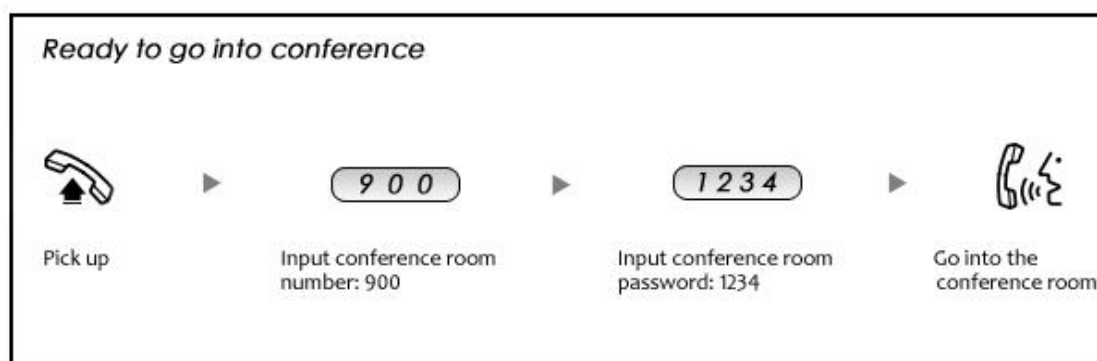 Ready to go into conference
9 0 0
1 2 3 4
Pick up
Input conference room
number: 900
Input conference room
password: 1234
Go into the
conference room